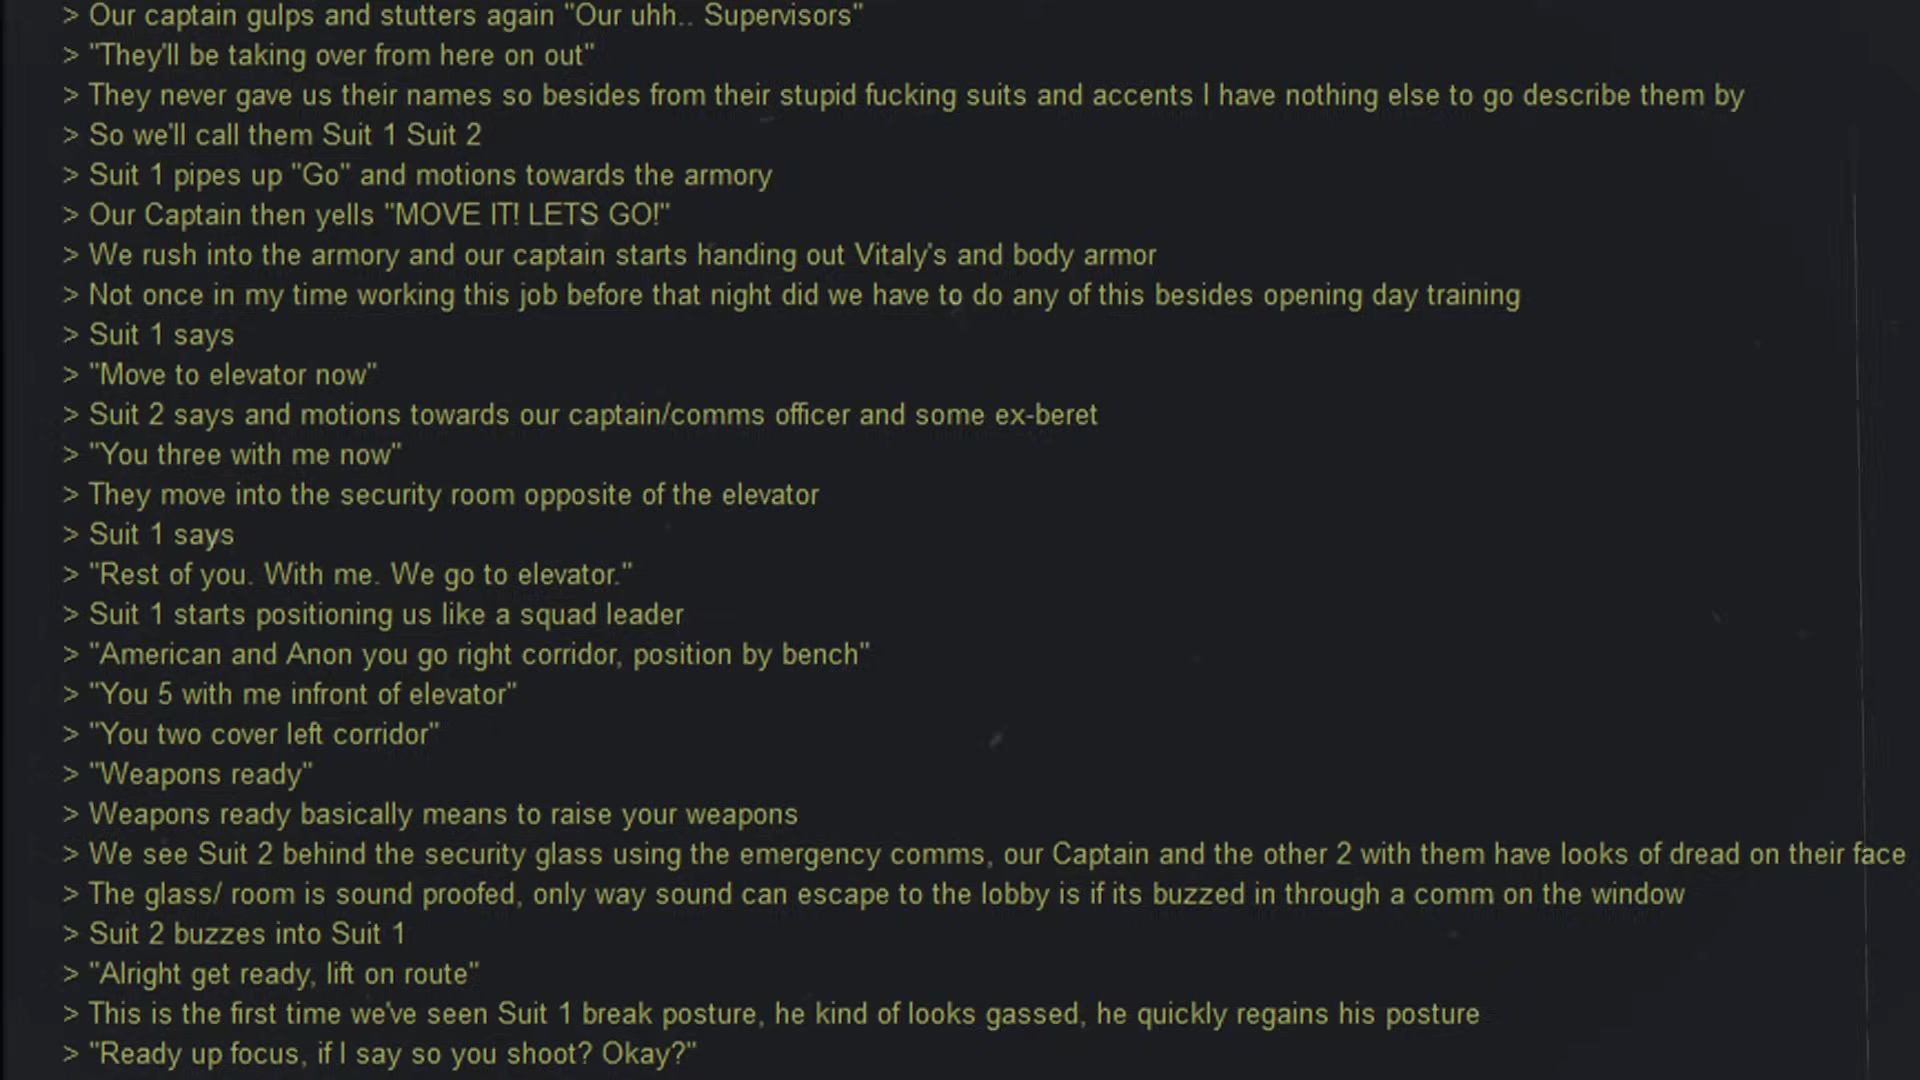 > Our captain gulps and stutters again "Our uhh.. Supervisors"
> "They'll be taking over from here on out"
> They never gave us their names so besides from their stupid fucking suits and accents I have nothing else to go describe them by
> So we'll call them Suit 1 Suit 2
> Suit 1 pipes up "Go" and motions towards the armory
> Our Captain then yells "MOVE IT! LETS GO!"
> We rush into the armory and our captain starts handing out Vitaly's and body armor
> Not once in my time working this job before that night did we have to do any of this besides opening day training
> Suit 1 says
> "Move to elevator now"
> Suit 2 says and motions towards our captain/comms officer and some ex-beret
> "You three with me now"
> They move into the security room opposite of the elevator
> Suit 1 says
> "Rest of you. With me. We go to elevator."
> Suit 1 starts positioning us like a squad leader
> "American and Anon you go right corridor, position by bench"
> "You 5 with me infront of elevator"
> "You two cover left corridor"
> "Weapons ready"
> Weapons ready basically means to raise your weapons
> We see Suit 2 behind the security glass using the emergency comms, our Captain and the other 2 with them have looks of dread on their face
> The glass/ room is sound proofed, only way sound can escape to the lobby is if its buzzed in through a comm on the window
> Suit 2 buzzes into Suit 1
> "Alright get ready, lift on route"
> This is the first time we've seen Suit 1 break posture, he kind of looks gassed, he quickly regains his posture
> "Ready up focus, if I say so you shoot? Okay?"